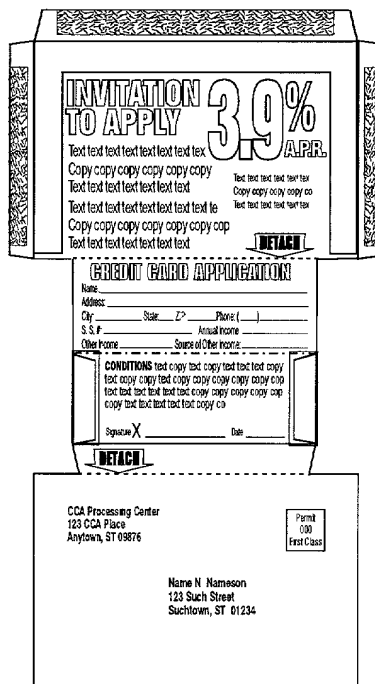 INVITATION
TO APPLY
3.9%
A.P.R.
Text text text text text text tex
Copy copy copy copy copy copy
Text text text text text text text
Text text text text text text text te
Copy copy copy copy copy copy cop
Text text text text text text text
Text text text text text tex
Copy copy copy copy co
Text text text text text tex
DETACH
CREDIT CARD APPLICATION
Name:
Address:
City: State: ZIP Phone: ( )
S. S. #: Annual Income
Other Income Source of Other Income:
CONDITIONS text copy text copy text text text copy
text copy copy text copy copy copy copy copy cop
text text text text text text copy copy copy copy cop
copy text text text text text copy co
Signature X Date
DETACH
CCA Processing Center
123 CCA Place
Anytown, ST 09876
Permit
000
First Class
Name N Nameson
123 Such Street
Suchtown, ST 01234